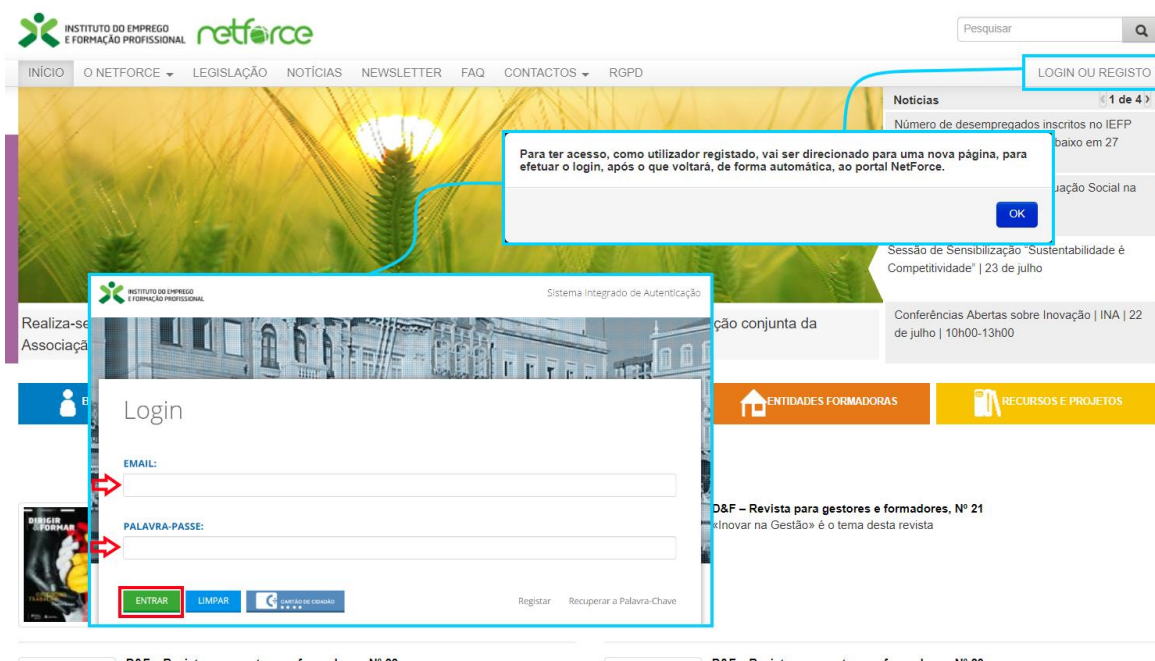 INSTITUTO DO EMPREGO
E FORMAÇÃO PROFISSIONAL
netforce
Pesquisar
INÍCIO O NETFORCE LEGISLAÇÃO NOTÍCIAS NEWSLETTER FAQ CONTACTOS RGPD LOGIN OU REGISTO
Noticias 1 de 4
Número de desempregados inscritos no IEFP
baixo em 27
Para ter acesso, como utilizador registado, vai ser direcionado para uma nova página, para
efetuar o login, após o que voltará, de forma automática, ao portal NetForce.
uação Social na
OK
Sessão de Sensibilização "Sustentabilidade é
Competitividade" | 23 de julho
INSTITUTO DO EMPREGO
E FORMAÇÃO PROFISSIONAL
Sistema Integrado de Autenticação
Conferências Abertas sobre Inovação | INA | 22
de julho | 10h00-13h00
Realiza-se
Associaçã
ção conjunta da
B
ENTIDADES FORMADORAS
RECURSOS E PROJETOS
Login
EMAIL:
PALAVRA-PASSE:
ENTRAR LIMPAR CARTÃO DE CIDADÃO Registar Recuperar a Palavra-Chave
DIRIGIR
&FORMAR
D&F – Revista para gestores e formadores, Nº 21
«Inovar na Gestão» é o tema desta revista